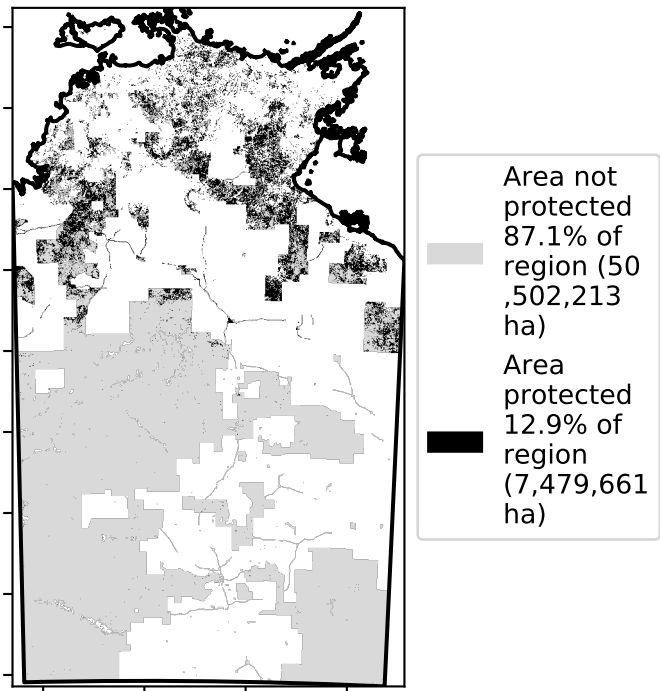 Area not
protected
87.1% of
region (50
,502,213
ha)
Area
protected
12.9% of
region
(7,479,661
ha)